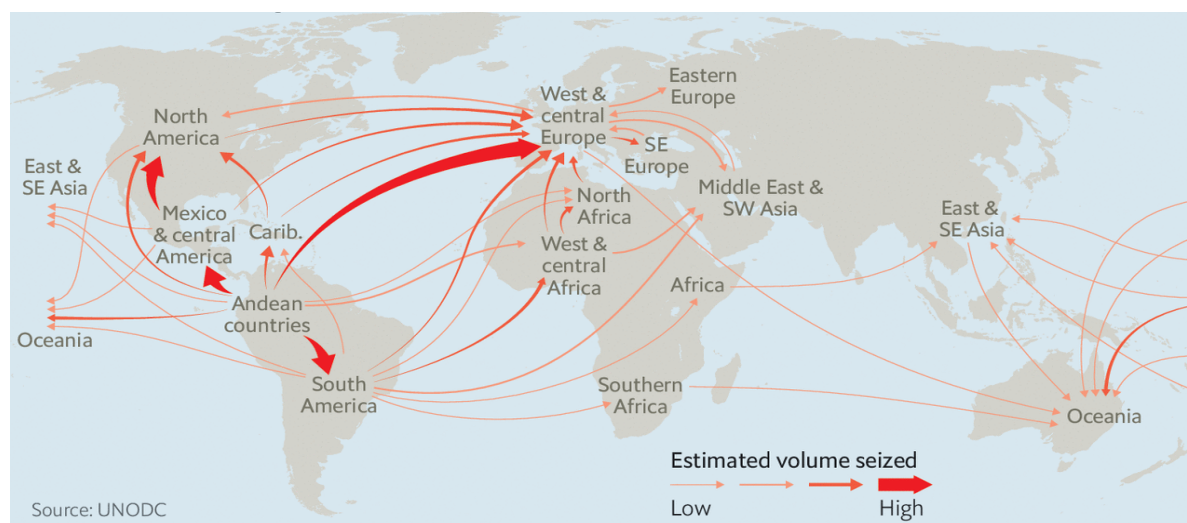 Eastern
Europe
West &
central
Europe
North
America
SE
Europe
East &
SE Asia
Middle East &
SW Asia
North
Africa
Mexico
& central
America
Carib.
East &
SE Asia
West &
central
Africa
Africa
Andean
countries
Oceania
South
America
Southern
Africa
Oceania
Estimated volume seized
Low
High
Source: UNODC